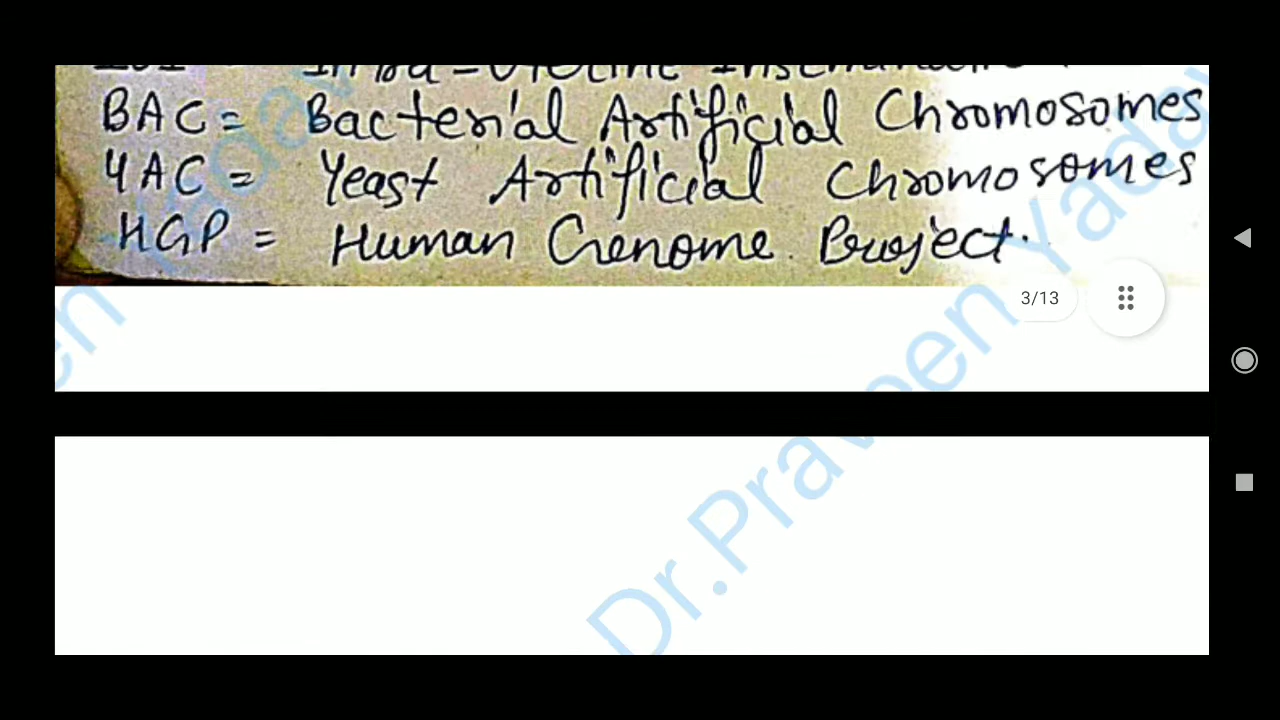 BAC = Bacterial Artificial Chromosomes
YAC = Yeast Artificial Chromosomes
HGP = Human Genome Project.
3/13
Dr.Praveen Yadav